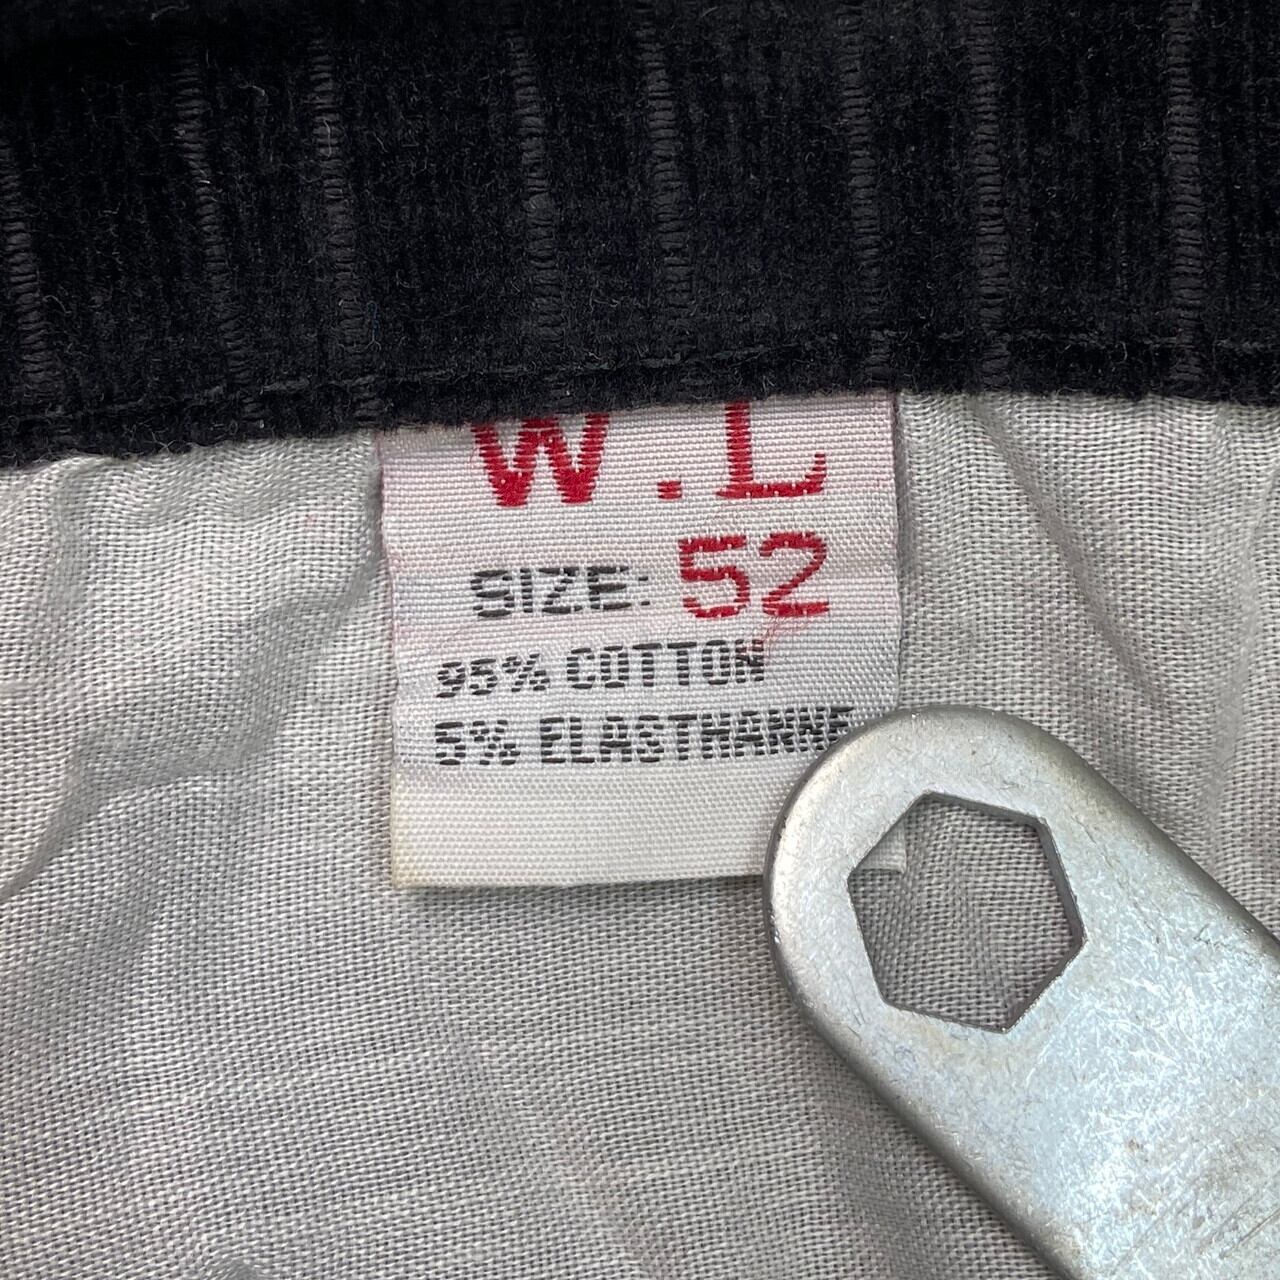 W.L
SIZE: 52
95% COTTON
5% ELASTHANNE